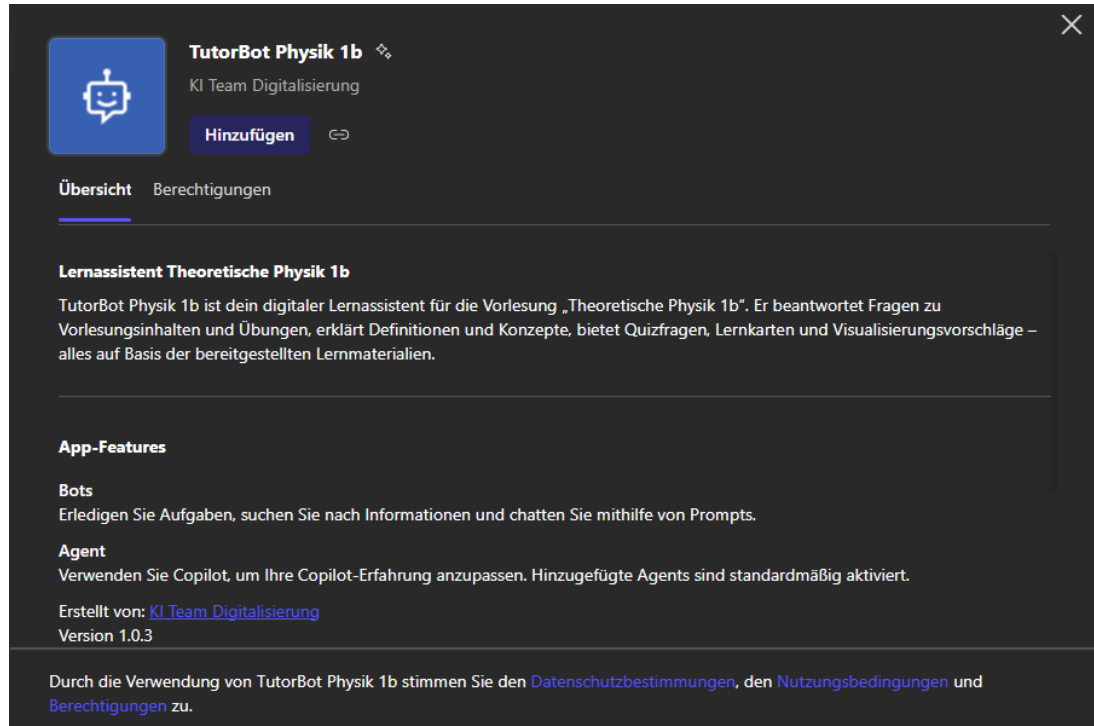 TutorBot Physik 1b
KI Team Digitalisierung
Hinzufügen
Übersicht Berechtigungen
Lernassistent Theoretische Physik 1b
TutorBot Physik 1b ist dein digitaler Lernassistent für die Vorlesung „Theoretische Physik 1b“. Er beantwortet Fragen zu
Vorlesungsinhalten und Übungen, erklärt Definitionen und Konzepte, bietet Quizfragen, Lernkarten und Visualisierungsvorschläge –
alles auf Basis der bereitgestellten Lernmaterialien.
App-Features
Bots
Erledigen Sie Aufgaben, suchen Sie nach Informationen und chatten Sie mithilfe von Prompts.
Agent
Verwenden Sie Copilot, um Ihre Copilot-Erfahrung anzupassen. Hinzugefügte Agents sind standardmäßig aktiviert.
Erstellt von: KI Team Digitalisierung
Version 1.0.3
Durch die Verwendung von TutorBot Physik 1b stimmen Sie den Datenschutzbestimmungen, den Nutzungsbedingungen und
Berechtigungen zu.